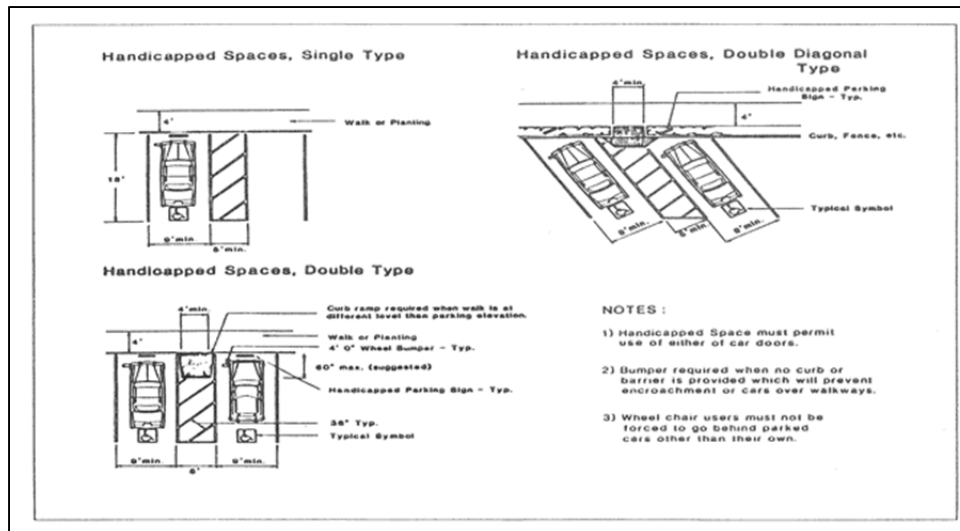 Handicapped Spaces, Single Type
4'
Walk or Planting
18'
9'min.
5'min.
Handicapped Spaces, Double Diagonal
Type
4'min.
Handicapped Parking
Sign - Typ.
4'
Curb, Fence, etc.
Typical Symbol
9'min.
5'min.
9'min.
Handicapped Spaces, Double Type
4'min.
Curb ramp required when walk is at
different level than parking elevation.
4'
Walk or Planting
4' 0" Wheel Bumper - Typ.
60" max. (suggested)
Handicapped Parking Sign - Typ.
36" Typ.
Typical Symbol
9'min.
9'min.
NOTES :
1) Handicapped Space must permit
use of either of car doors.
2) Bumper required when no curb or
barrier is provided which will prevent
encroachment or cars over walkways.
3) Wheel chair users must not be
forced to go behind parked
cars other than their own.